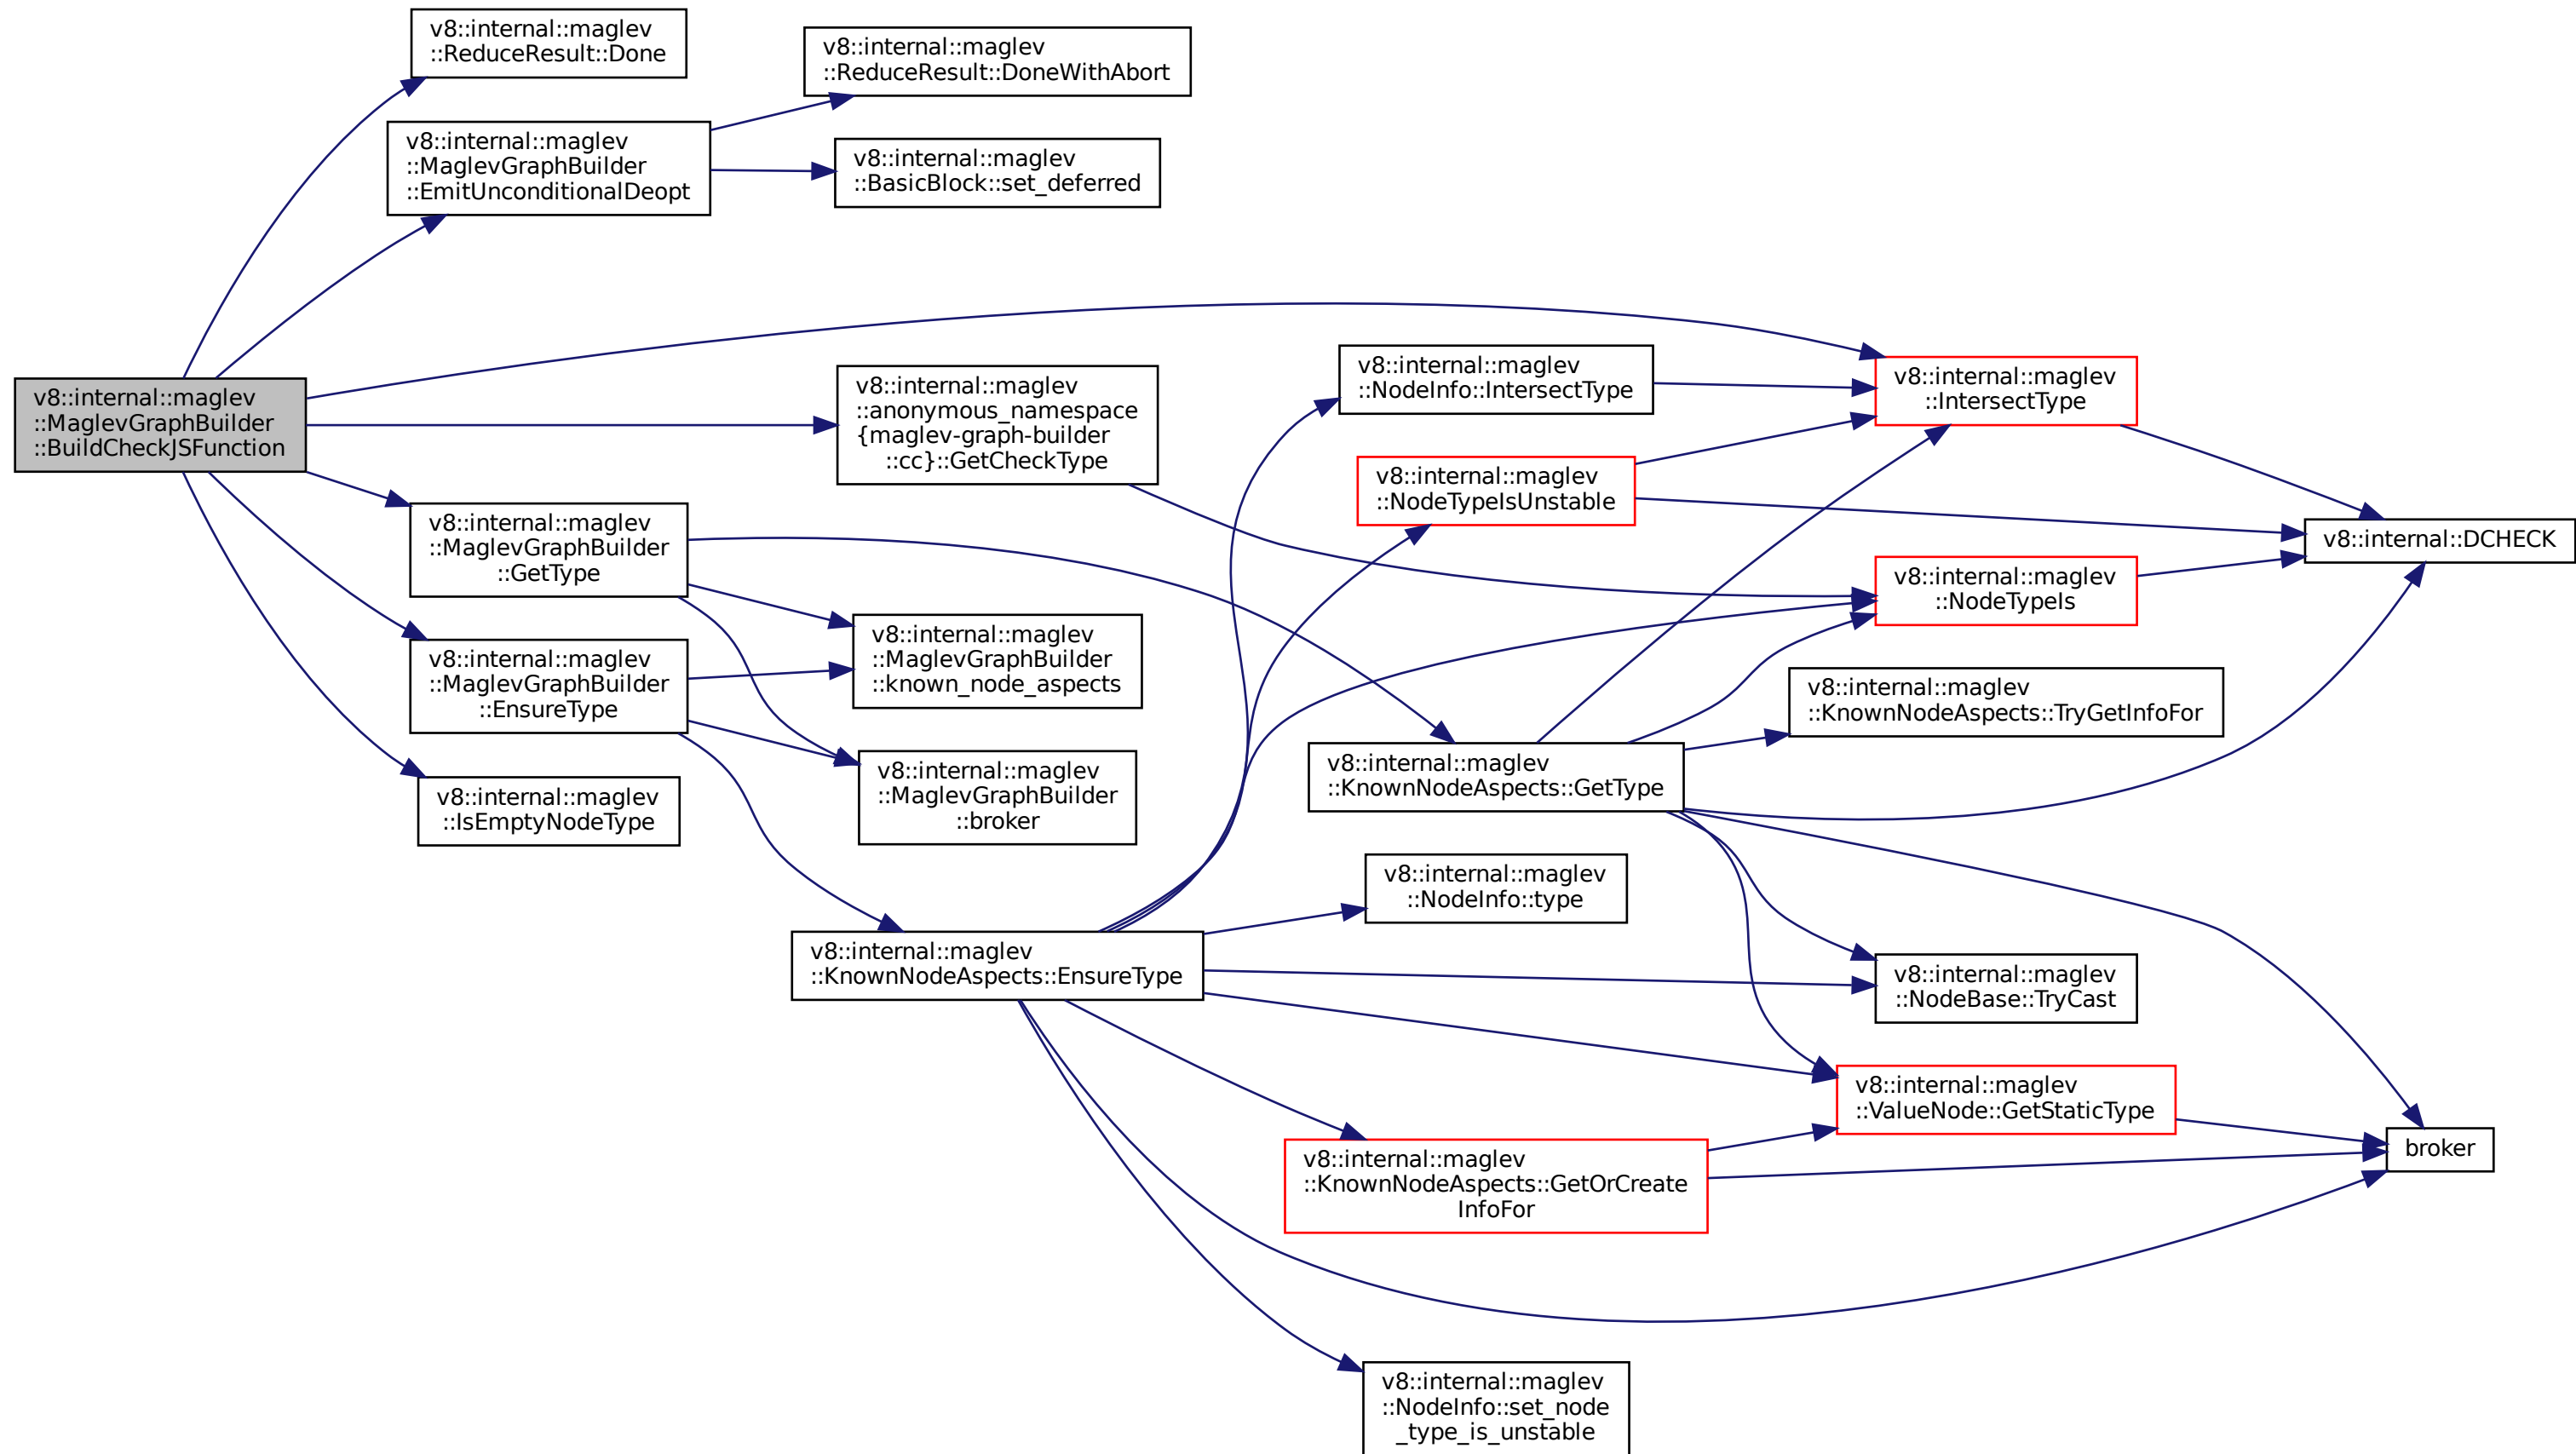 v8::internal::maglev
::ReduceResult::Done
v8::internal::maglev
::ReduceResult::DoneWithAbort
v8::internal::maglev
::MaglevGraphBuilder
::EmitUnconditionalDeopt
v8::internal::maglev
::BasicBlock::set_deferred
v8::internal::maglev
::MaglevGraphBuilder
::BuildCheckJSFunction
v8::internal::maglev
::anonymous_namespace
{maglev-graph-builder
::cc}::GetCheckType
v8::internal::maglev
::NodeInfo::IntersectType
v8::internal::maglev
::IntersectType
v8::internal::maglev
::NodeTypeIsUnstable
v8::internal::maglev
::MaglevGraphBuilder
::GetType
v8::internal::DCHECK
v8::internal::maglev
::NodeTypeIs
v8::internal::maglev
::MaglevGraphBuilder
::known_node_aspects
v8::internal::maglev
::MaglevGraphBuilder
::EnsureType
v8::internal::maglev
::KnownNodeAspects::TryGetInfoFor
v8::internal::maglev
::KnownNodeAspects::GetType
v8::internal::maglev
::MaglevGraphBuilder
::broker
v8::internal::maglev
::IsEmptyNodeType
v8::internal::maglev
::NodeInfo::type
v8::internal::maglev
::KnownNodeAspects::EnsureType
v8::internal::maglev
::NodeBase::TryCast
v8::internal::maglev
::ValueNode::GetStaticType
v8::internal::maglev
::KnownNodeAspects::GetOrCreate
InfoFor
broker
v8::internal::maglev
::NodeInfo::set_node
_type_is_unstable